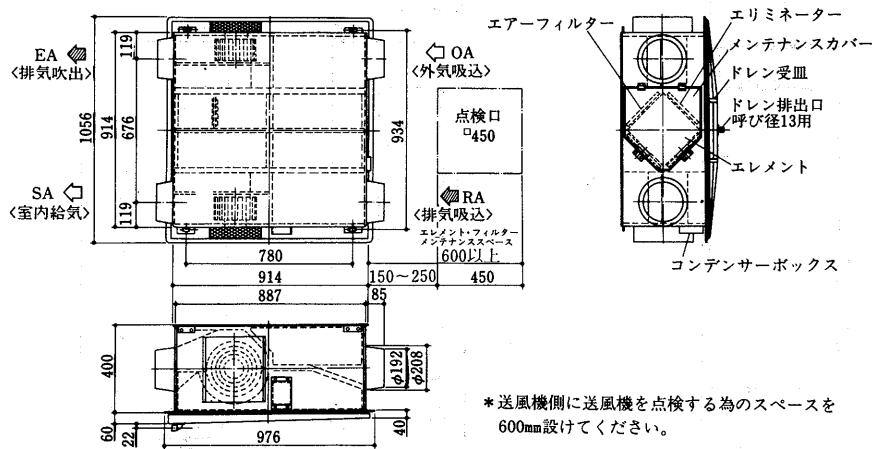 EA
<排気吹出>
SA
<室内給気>
1056
914
119
676
119
934
OA
<外気吸込>
点検口
□450
RA
<排気吸込>
エレメント・フィルター
メンテナンススペース
600以上
780
914
150～250
450
887
85
400
60
22
976
40
φ192
φ208
エアーフィルター
エリミネーター
メンテナンスカバー
ドレン受皿
ドレン排出口
呼び径13用
エレメント
コンデンサーボックス
*送風機側に送風機を点検する為のスペースを
600mm設けてください。